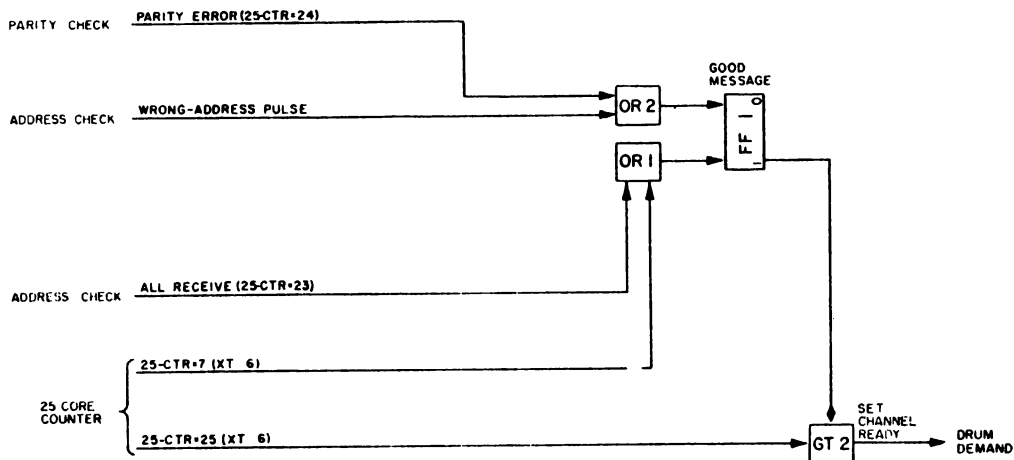 PARITY CHECK
PARITY ERROR (25-CTR=24)
ADDRESS CHECK
WRONG-ADDRESS PULSE
OR 2
GOOD
MESSAGE
FF 1
0
1
OR 1
ADDRESS CHECK
ALL RECEIVE (25-CTR=23)
25 CORE
COUNTER
25-CTR=7 (XT 6)
25-CTR=25 (XT 6)
GT 2
SET
CHANNEL
READY
DRUM
DEMAND